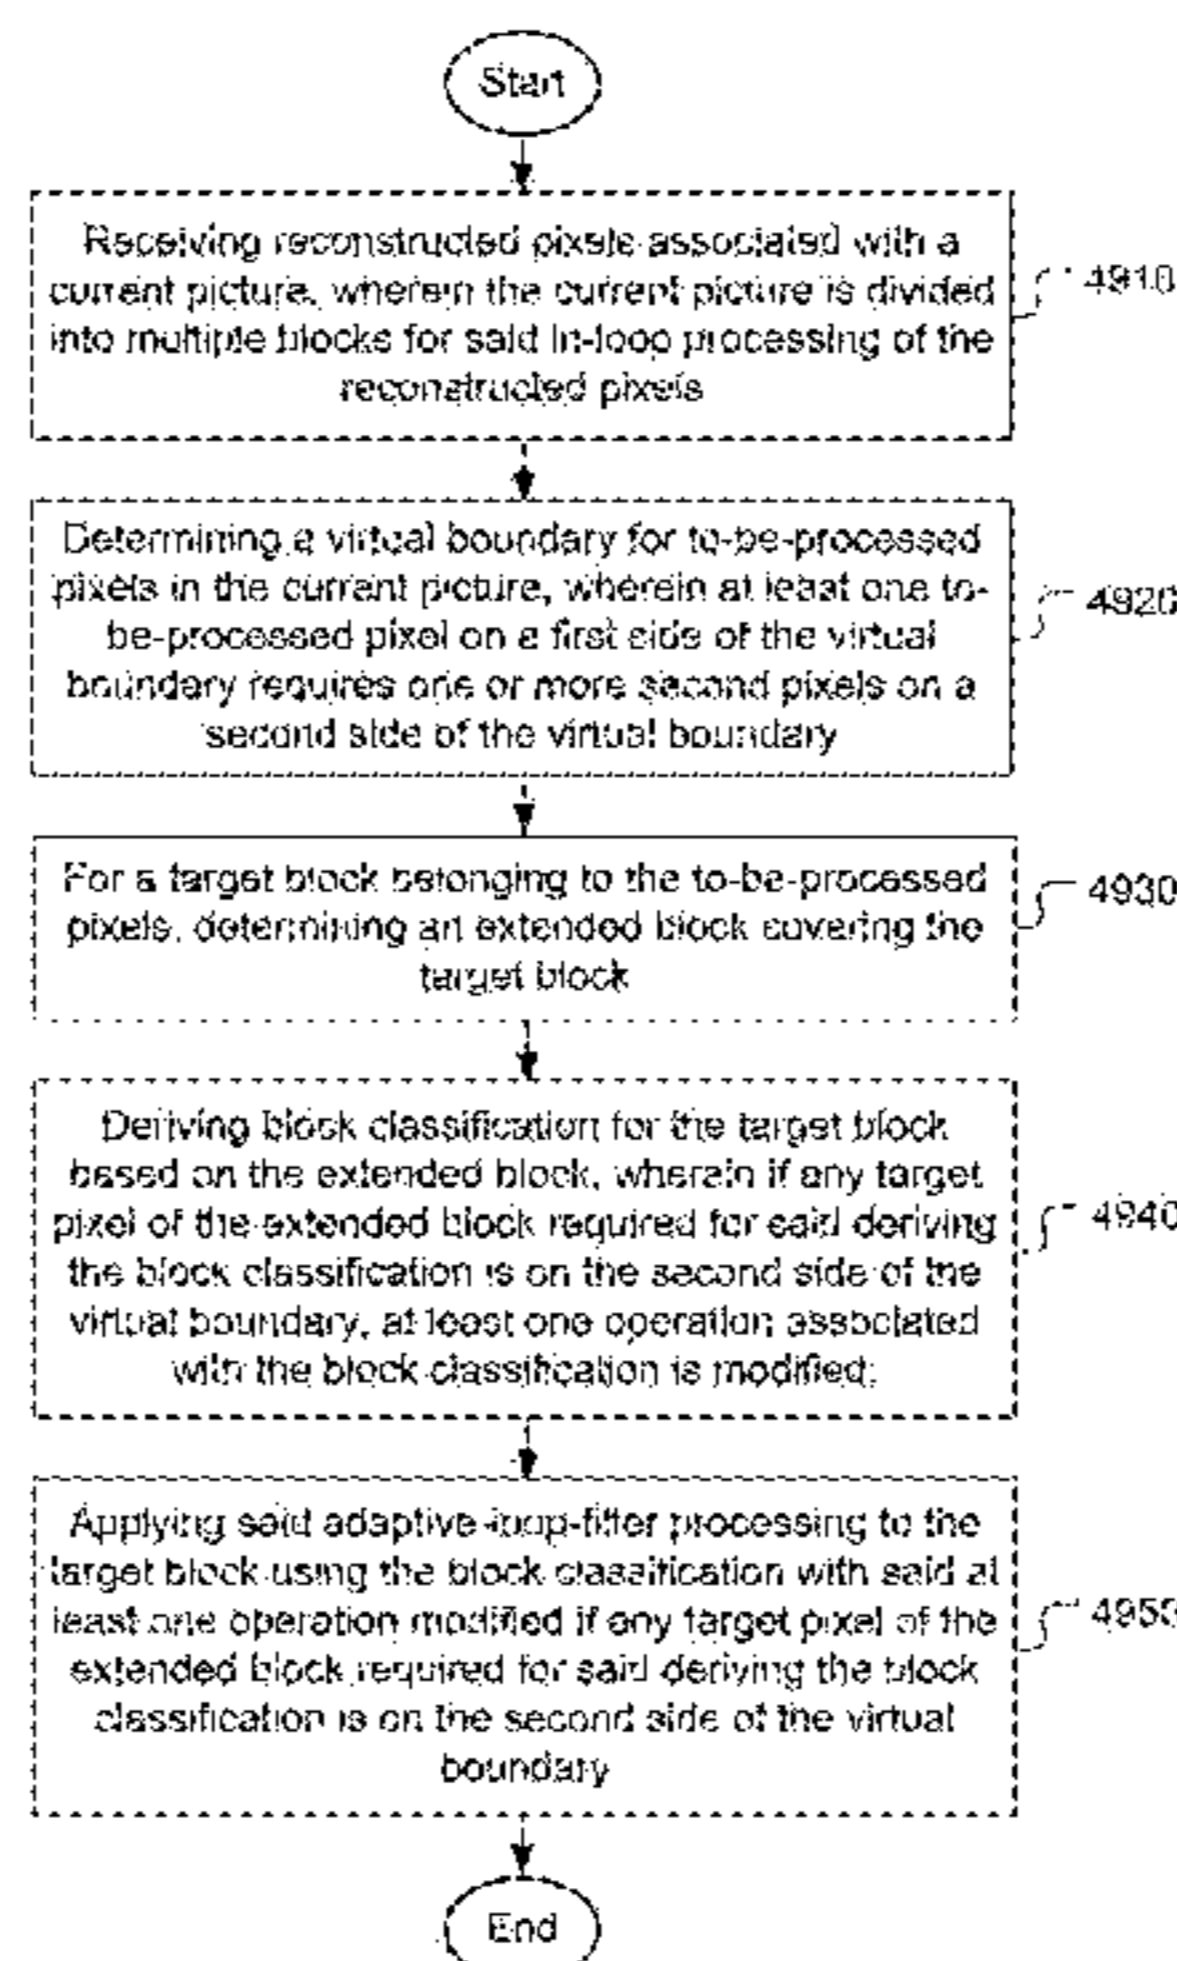 Start
Receiving reconstructed pixels associated with a
current picture, wherein the current picture is divided
into multiple blocks for said in-loop processing of the
reconstructed pixels
4910
Determining a virtual boundary for to-be-processed
pixels in the current picture, wherein at least one to-
be-processed pixel on a first side of the virtual
boundary requires one or more second pixels on a
second side of the virtual boundary
4920
For a target block belonging to the to-be-processed
pixels, determining an extended block covering the
target block
4930
Deriving block classification for the target block
based on the extended block, wherein if any target
pixel of the extended block required for said deriving
the block classification is on the second side of the
virtual boundary, at least one operation associated
with the block classification is modified;
4940
Applying said adaptive-loop-filter processing to the
target block using the block classification with said at
least one operation modified if any target pixel of the
extended block required for said deriving the block
classification is on the second side of the virtual
boundary
4950
End